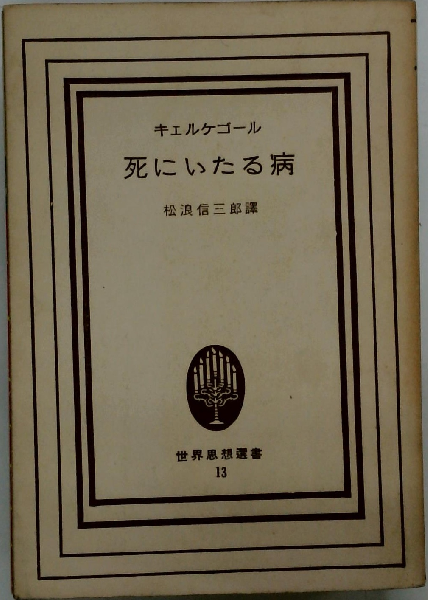 キェルケゴール
死にいたる病
松浪信三郎譯
世界思想選書
13